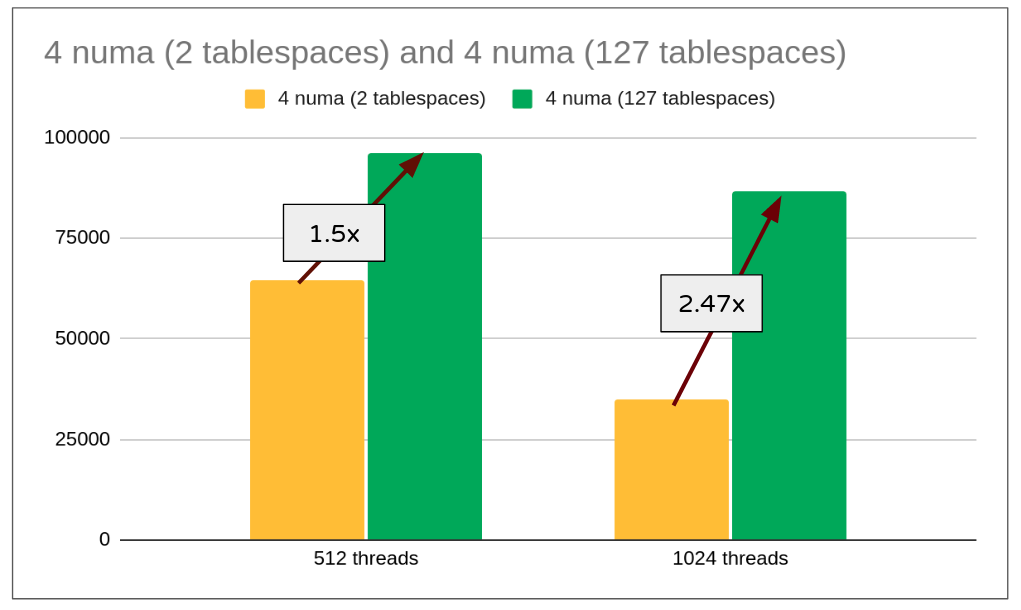 4 numa (2 tablespaces) and 4 numa (127 tablespaces)
4 numa (2 tablespaces) 4 numa (127 tablespaces)
100000
75000
50000
25000
0
1.5x
2.47x
512 threads 1024 threads